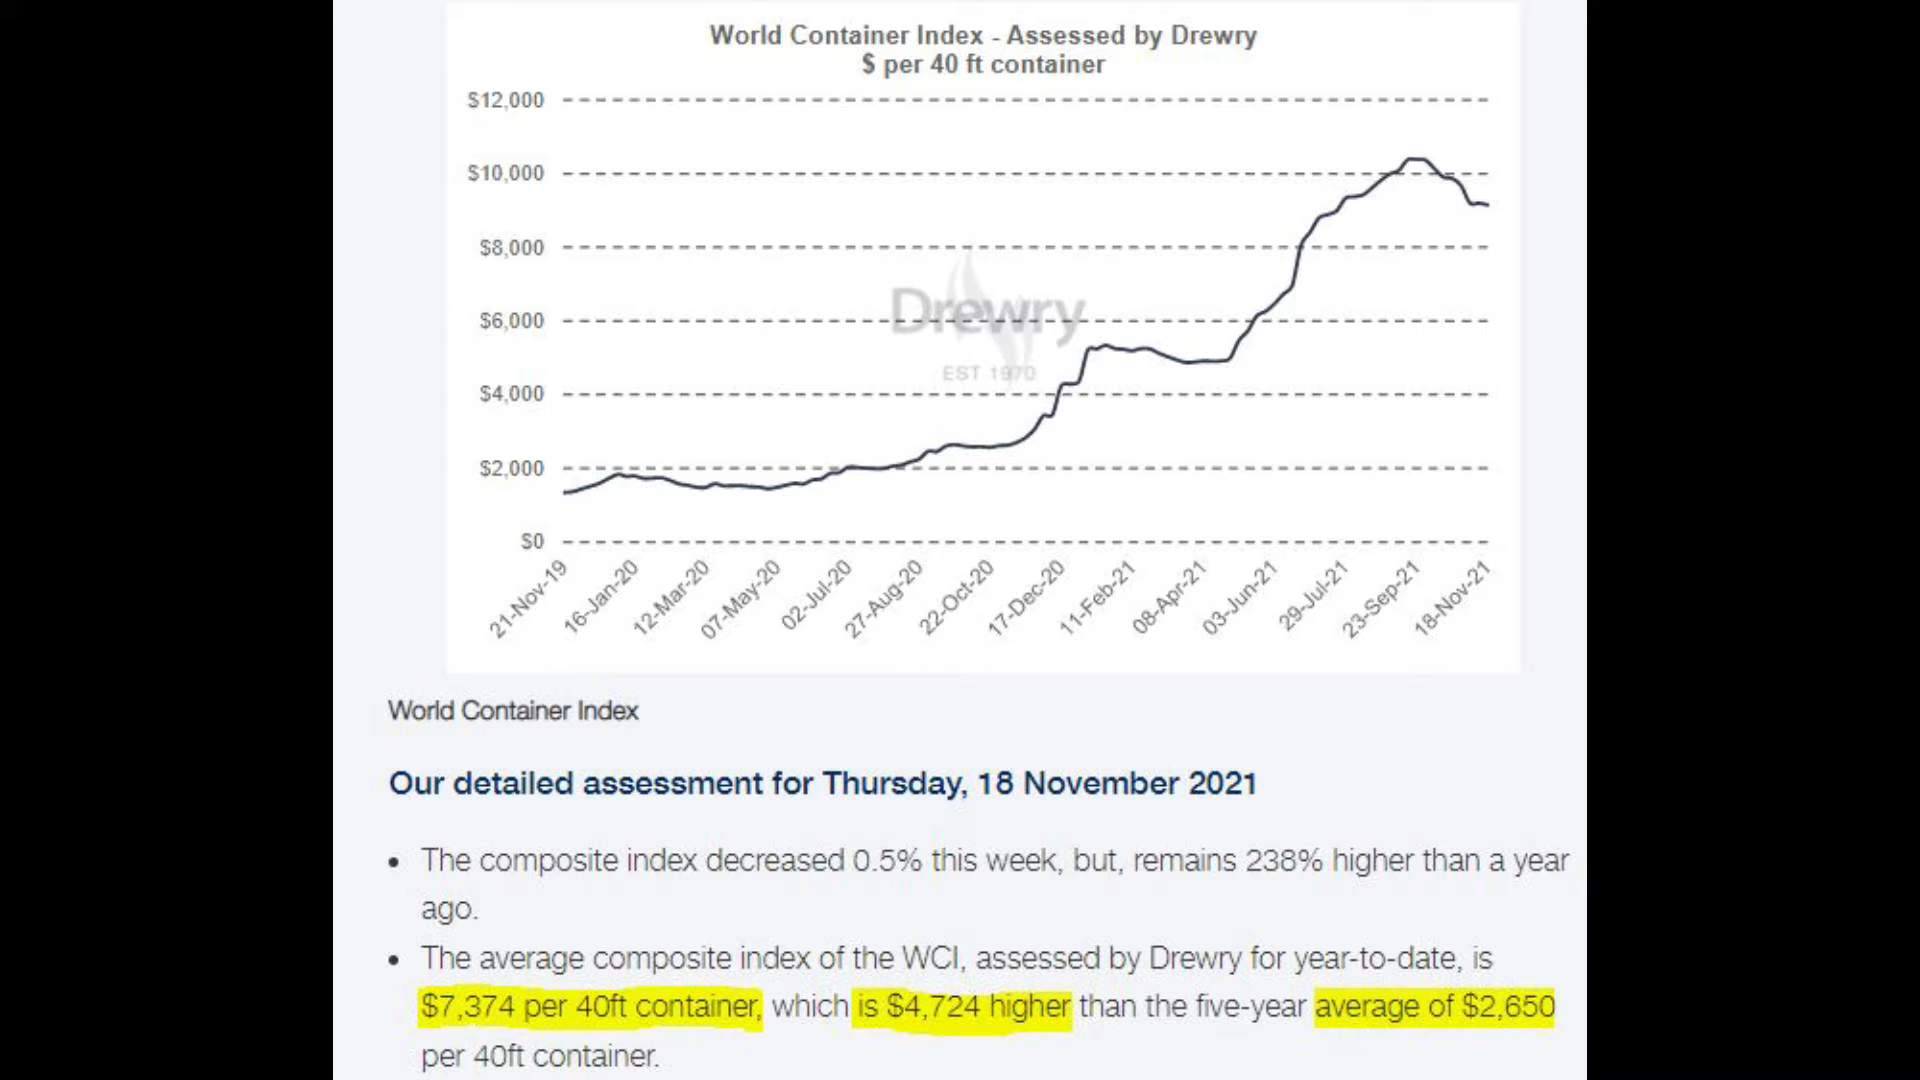 World Container Index - Assessed by Drewry
$ per 40 ft container
$12,000
$10,000
$8,000
$6,000
$4,000
$2,000
$0
Drewry
EST 1970
21-Nov-19
16-Jan-20
12-Mar-20
07-May-20
02-Jul-20
27-Aug-20
22-Oct-20
17-Dec-20
11-Feb-21
08-Apr-21
03-Jun-21
29-Jul-21
23-Sep-21
18-Nov-21
World Container Index
Our detailed assessment for Thursday, 18 November 2021
• The composite index decreased 0.5% this week, but, remains 238% higher than a year
ago.
• The average composite index of the WCI, assessed by Drewry for year-to-date, is
$7,374 per 40ft container, which is $4,724 higher than the five-year average of $2,650
per 40ft container.